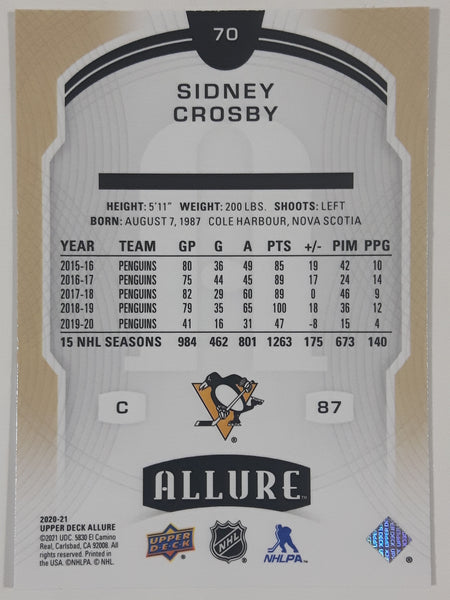 70
SIDNEY
CROSBY
HEIGHT: 5'11" WEIGHT: 200 LBS. SHOOTS: LEFT
BORN: AUGUST 7, 1987 COLE HARBOUR, NOVA SCOTIA
YEAR TEAM GP G A PTS +/- PIM PPG
2015-16 PENGUINS 80 36 49 85 19 42 10
2016-17 PENGUINS 75 44 45 89 17 24 14
2017-18 PENGUINS 82 29 60 89 0 46 9
2018-19 PENGUINS 79 35 65 100 18 36 12
2019-20 PENGUINS 41 16 31 47 -8 15 4
15 NHL SEASONS 984 462 801 1263 175 673 140
C 87
®
ALLURE™
2020-21
UPPER DECK ALLURE
©2021 UDC. 5830 El Camino
Real, Carlsbad, CA 92008. All
rights reserved. Printed in
the USA. ©NHLPA. © NHL.
UPPER
DECK
NHL
NHLPA™
UPPER DECK